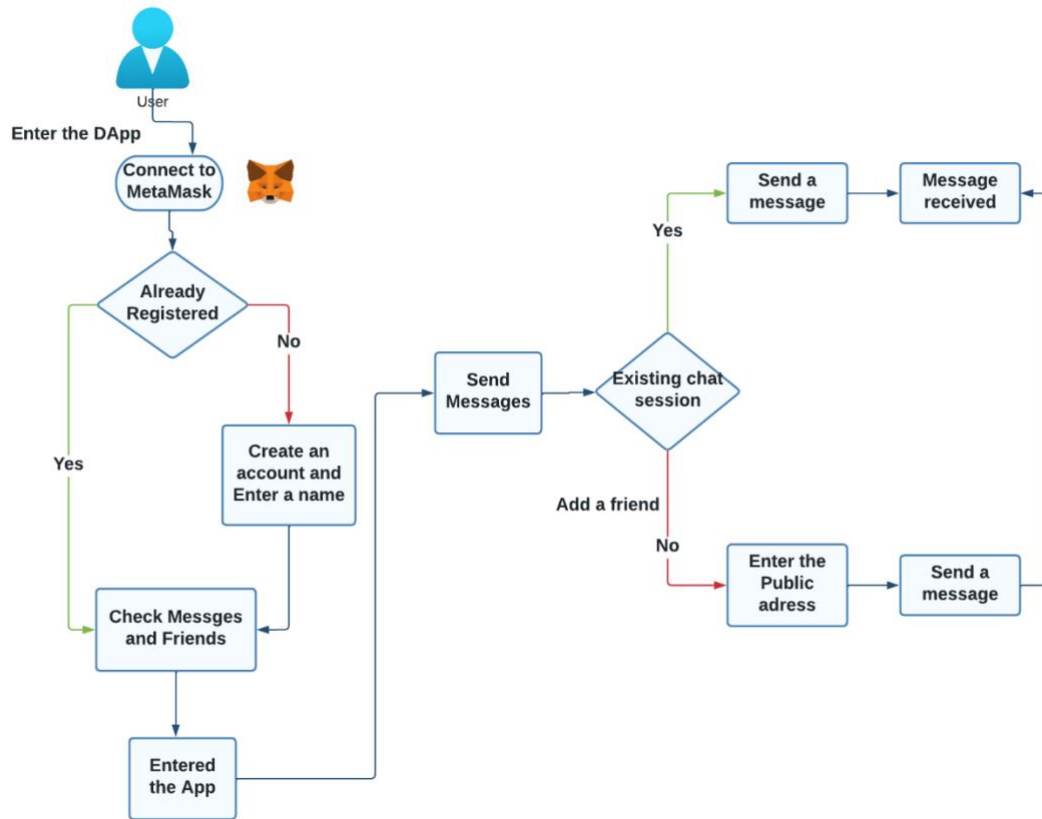 User
Enter the DApp
Connect to
MetaMask
Already
Registered
No
Yes
Create an
account and
Enter a name
Check Messges
and Friends
Entered
the App
Send
Messages
Existing chat
session
Yes
Send a
message
Message
received
Add a friend
No
Enter the
Public
adress
Send a
message